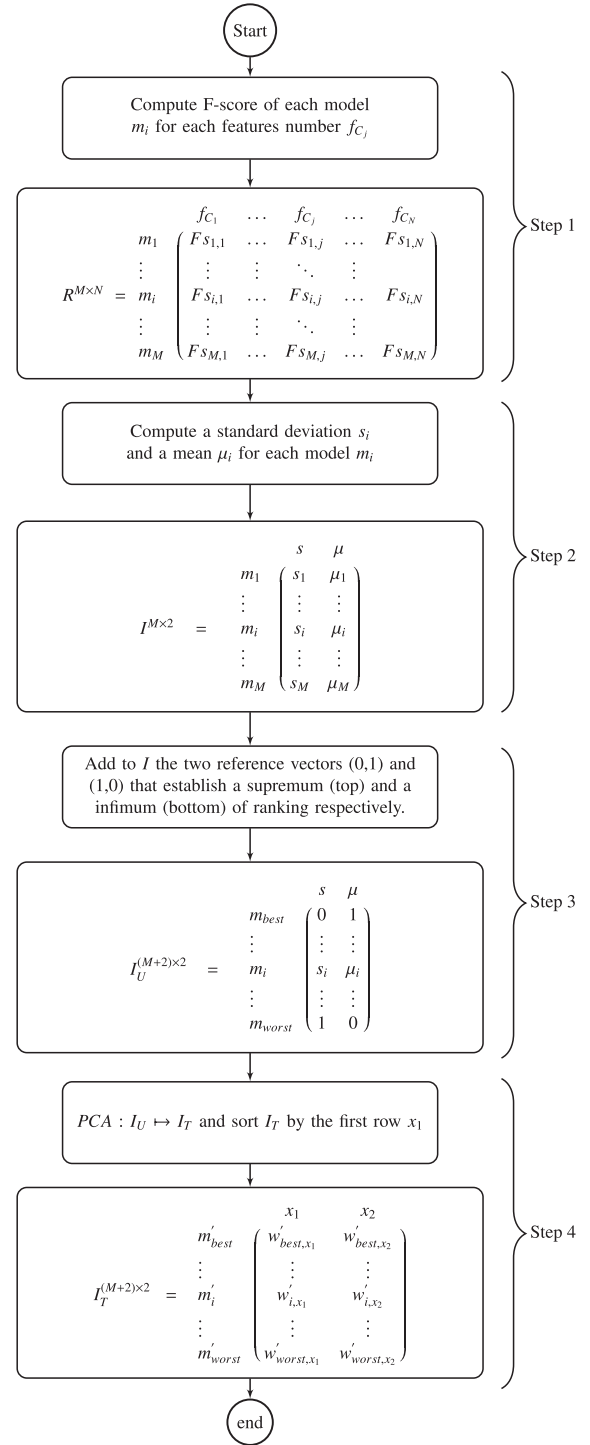 Start
Compute F-score of each model
m_i for each features number f_{C_j}
f_{C_1} … f_{C_j} … f_{C_N}
m_1 Fs_{1,1} … Fs_{1,j} … Fs_{1,N}
⋮ ⋮ ⋮ ⋱ ⋮
R^{M×N} = m_i Fs_{i,1} … Fs_{i,j} … Fs_{i,N}
⋮ ⋮ ⋮ ⋱ ⋮
m_M Fs_{M,1} … Fs_{M,j} … Fs_{M,N}
Step 1
Compute a standard deviation s_i
and a mean μ_i for each model m_i
s μ
m_1 s_1 μ_1
⋮ ⋮ ⋮
I^{M×2} = m_i s_i μ_i
⋮ ⋮ ⋮
m_M s_M μ_M
Step 2
Add to I the two reference vectors (0,1) and
(1,0) that establish a supremum (top) and a
infimum (bottom) of ranking respectively.
s μ
m_{best} 0 1
⋮ ⋮ ⋮
I_U^{(M+2)×2} = m_i s_i μ_i
⋮ ⋮ ⋮
m_{worst} 1 0
Step 3
PCA : I_U ↦ I_T and sort I_T by the first row x_1
x_1 x_2
m'_{best} w'_{best,x_1} w'_{best,x_2}
⋮ ⋮ ⋮
I_T^{(M+2)×2} = m'_i w'_{i,x_1} w'_{i,x_2}
⋮ ⋮ ⋮
m'_{worst} w'_{worst,x_1} w'_{worst,x_2}
Step 4
end